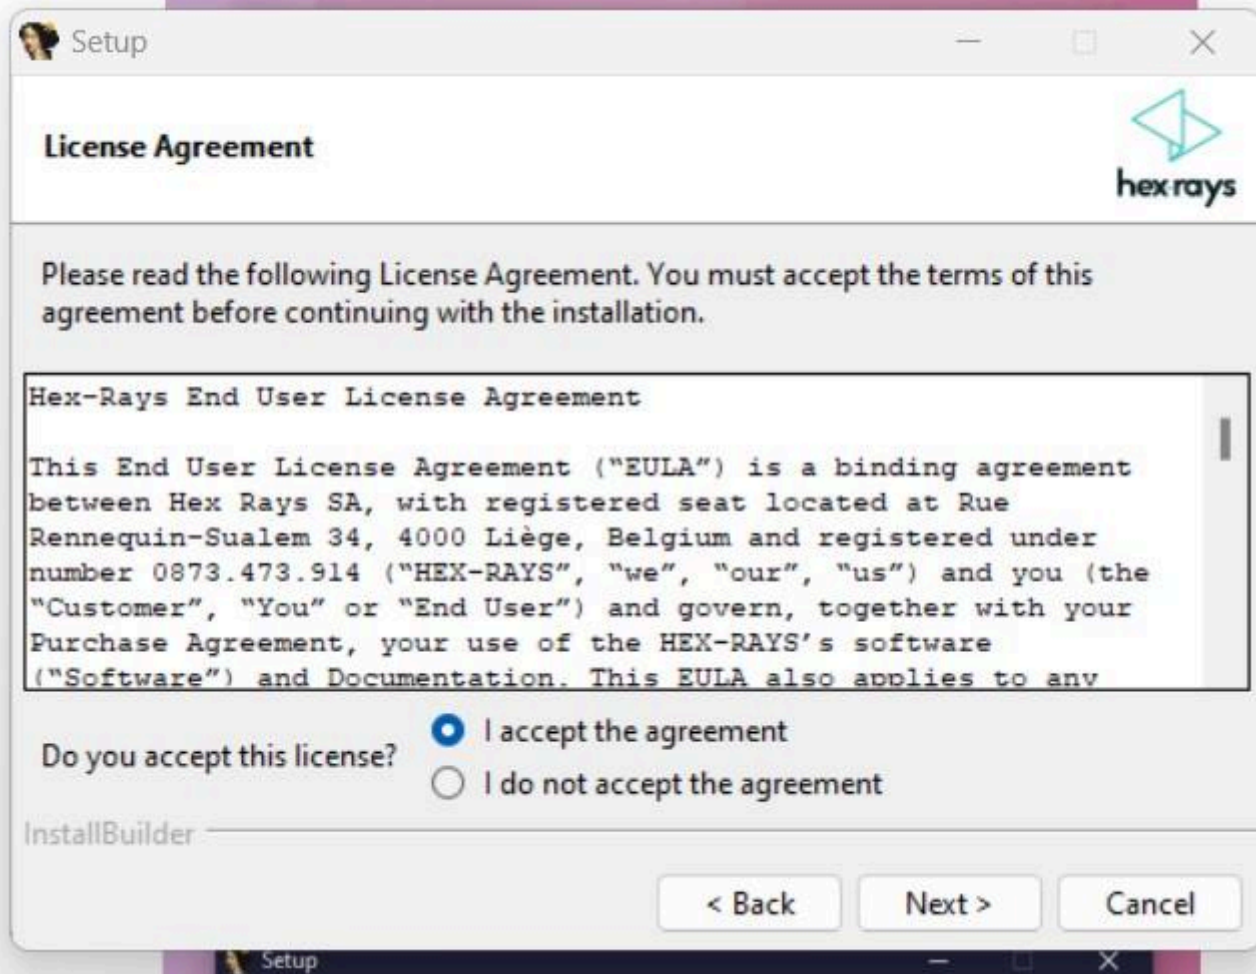 Setup
License Agreement
hex rays
Please read the following License Agreement. You must accept the terms of this
agreement before continuing with the installation.
Hex-Rays End User License Agreement
This End User License Agreement (“EULA”) is a binding agreement
between Hex Rays SA, with registered seat located at Rue
Rennequin-Sualem 34, 4000 Liège, Belgium and registered under
number 0873.473.914 (“HEX-RAYS”, “we”, “our”, “us”) and you (the
“Customer”, “You” or “End User”) and govern, together with your
Purchase Agreement, your use of the HEX-RAYS’s software
(“Software”) and Documentation. This EULA also applies to any
Do you accept this license?
I accept the agreement
I do not accept the agreement
InstallBuilder
< Back Next > Cancel
Setup